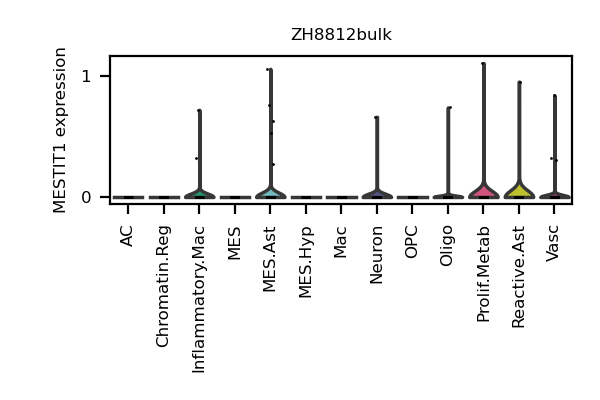 ZH8812bulk
MESTIT1 expression
1
0
AC
Chromatin.Reg
Inflammatory.Mac
MES
MES.Ast
MES.Hyp
Mac
Neuron
OPC
Oligo
Prolif.Metab
Reactive.Ast
Vasc